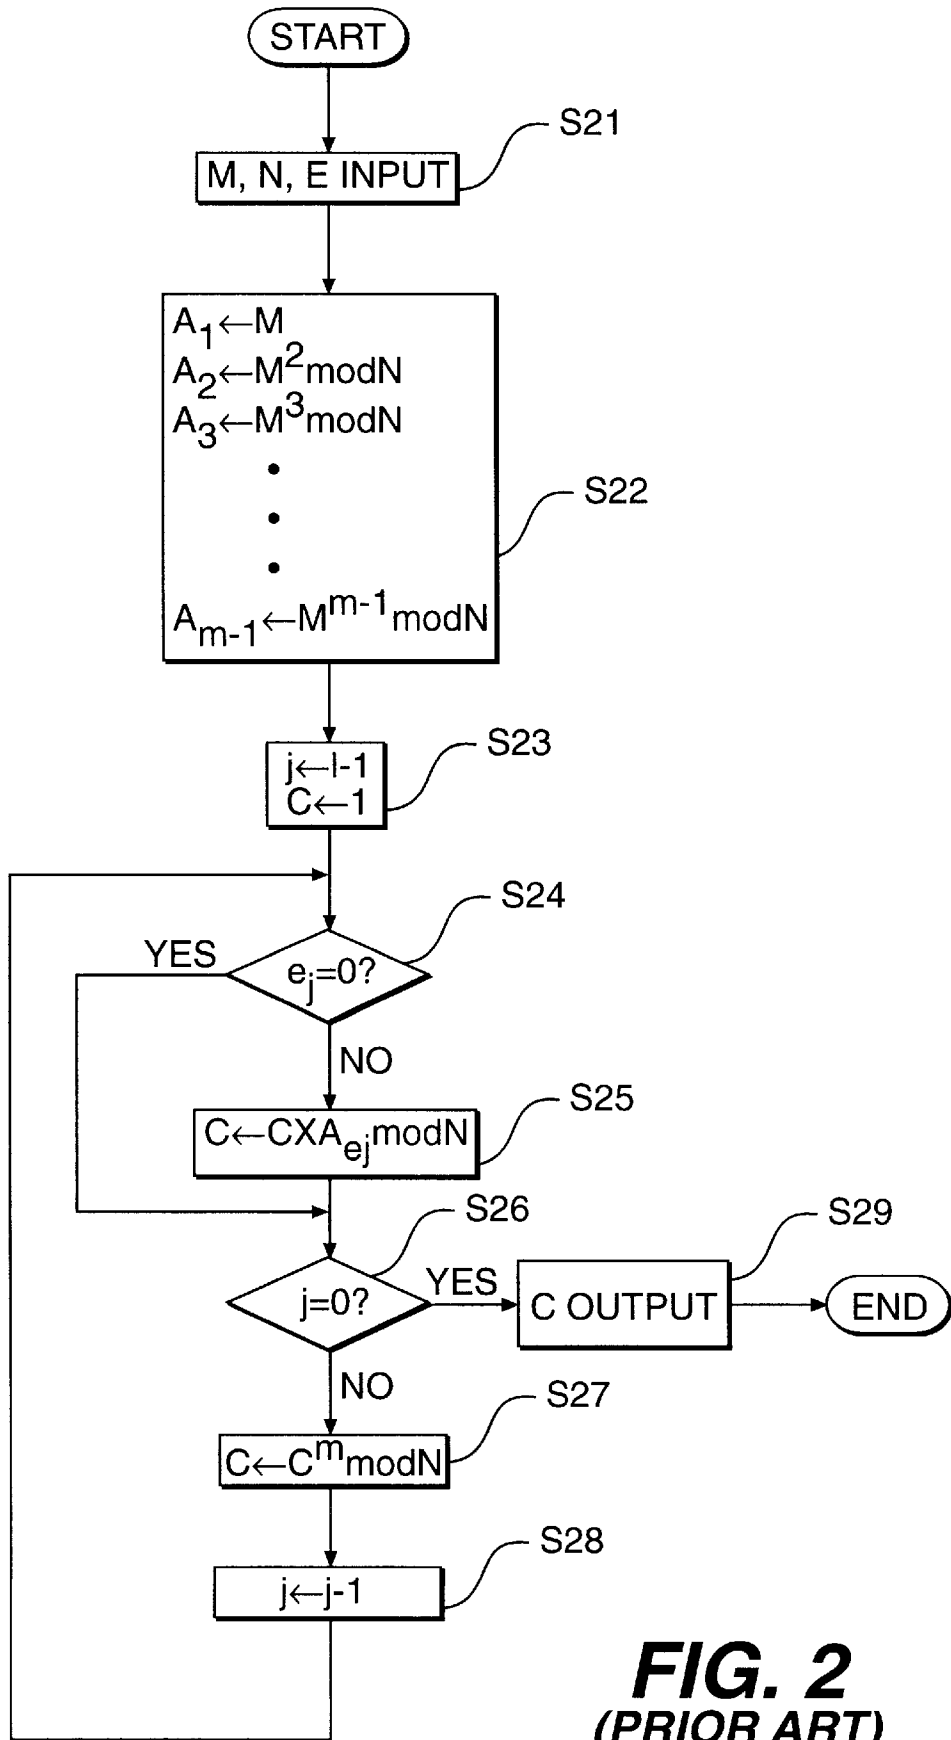 START
S21
M, N, E INPUT
A1←M
A2←M2modN
A3←M3modN
S22
Am-1←Mm-1modN
S23
j←l-1
C←1
S24
YES
ej=0?
NO
S25
C←CXAejmodN
S26
S29
j=0?
YES
C OUTPUT
END
NO
S27
C←CmmodN
S28
j←j-1
FIG. 2
(PRIOR ART)